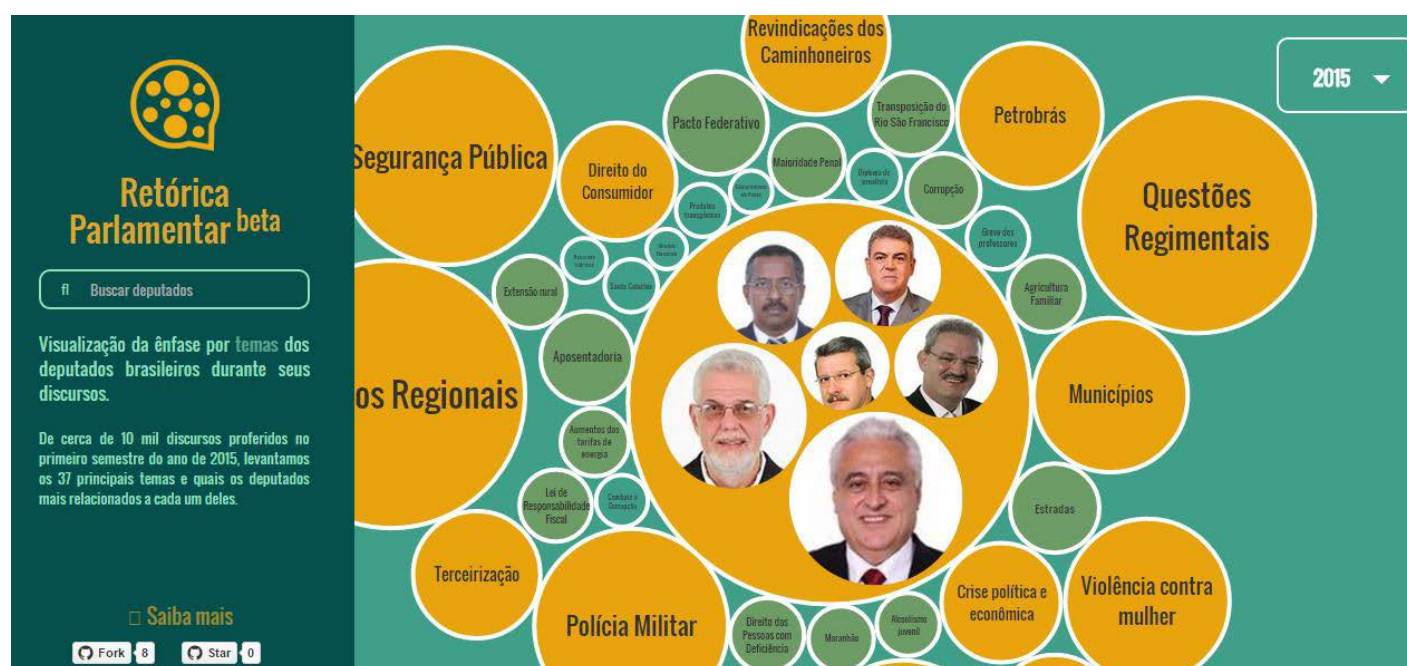 Retórica
Parlamentar beta
fl Buscar deputados
Visualização da ênfase por temas dos
deputados brasileiros durante seus
discursos.
De cerca de 10 mil discursos proferidos no
primeiro semestre do ano de 2015, levantamos
os 37 principais temas e quais os deputados
mais relacionados a cada um deles.
Saiba mais
Fork 8
Star 0
2015
Revindicações dos
Caminhoneiros
Segurança Pública
Direito do
Consumidor
Pacto Federativo
Transposição do
Rio São Francisco
Petrobrás
Maioridade Penal
Corrupção
Questões
Regimentais
Produtos
transgênicos
Greve dos
professores
Extensão rural
Santa Catarina
Agricultura
Familiar
Aposentadoria
os Regionais
Municípios
Aumentos das
tarifas de
energia
Lei de
Responsabilidade
Fiscal
Combate a
Corrupção
Estradas
Terceirização
Polícia Militar
Direito das
Pessoas com
Deficiência
Maranhão
Alcoolismo
juvenil
Crise política e
econômica
Violência contra
mulher